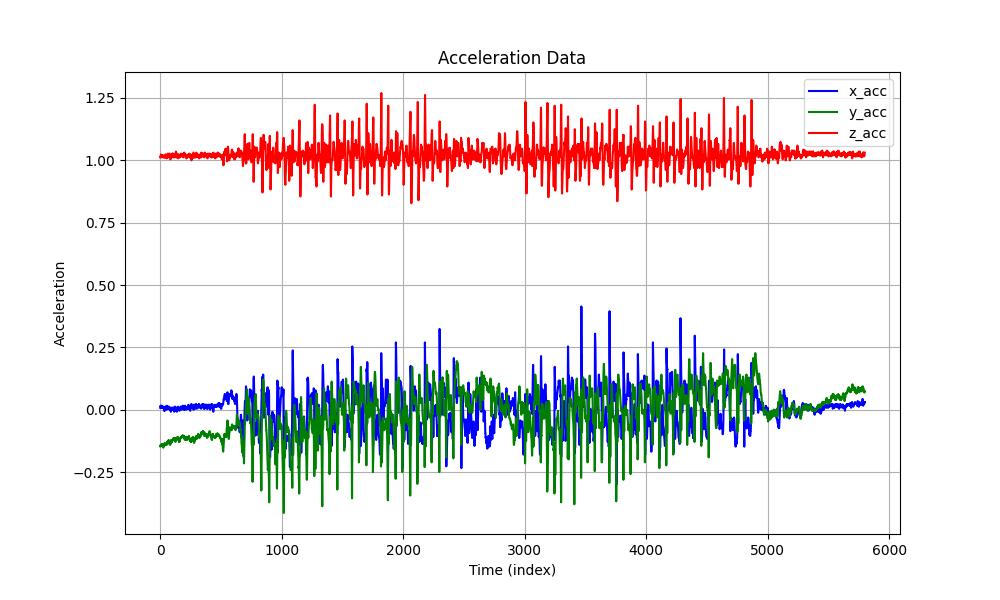 Acceleration Data
x_acc
y_acc
z_acc
1.25
1.00
0.75
0.50
0.25
0.00
−0.25
Acceleration
0 1000 2000 3000 4000 5000 6000
Time (index)